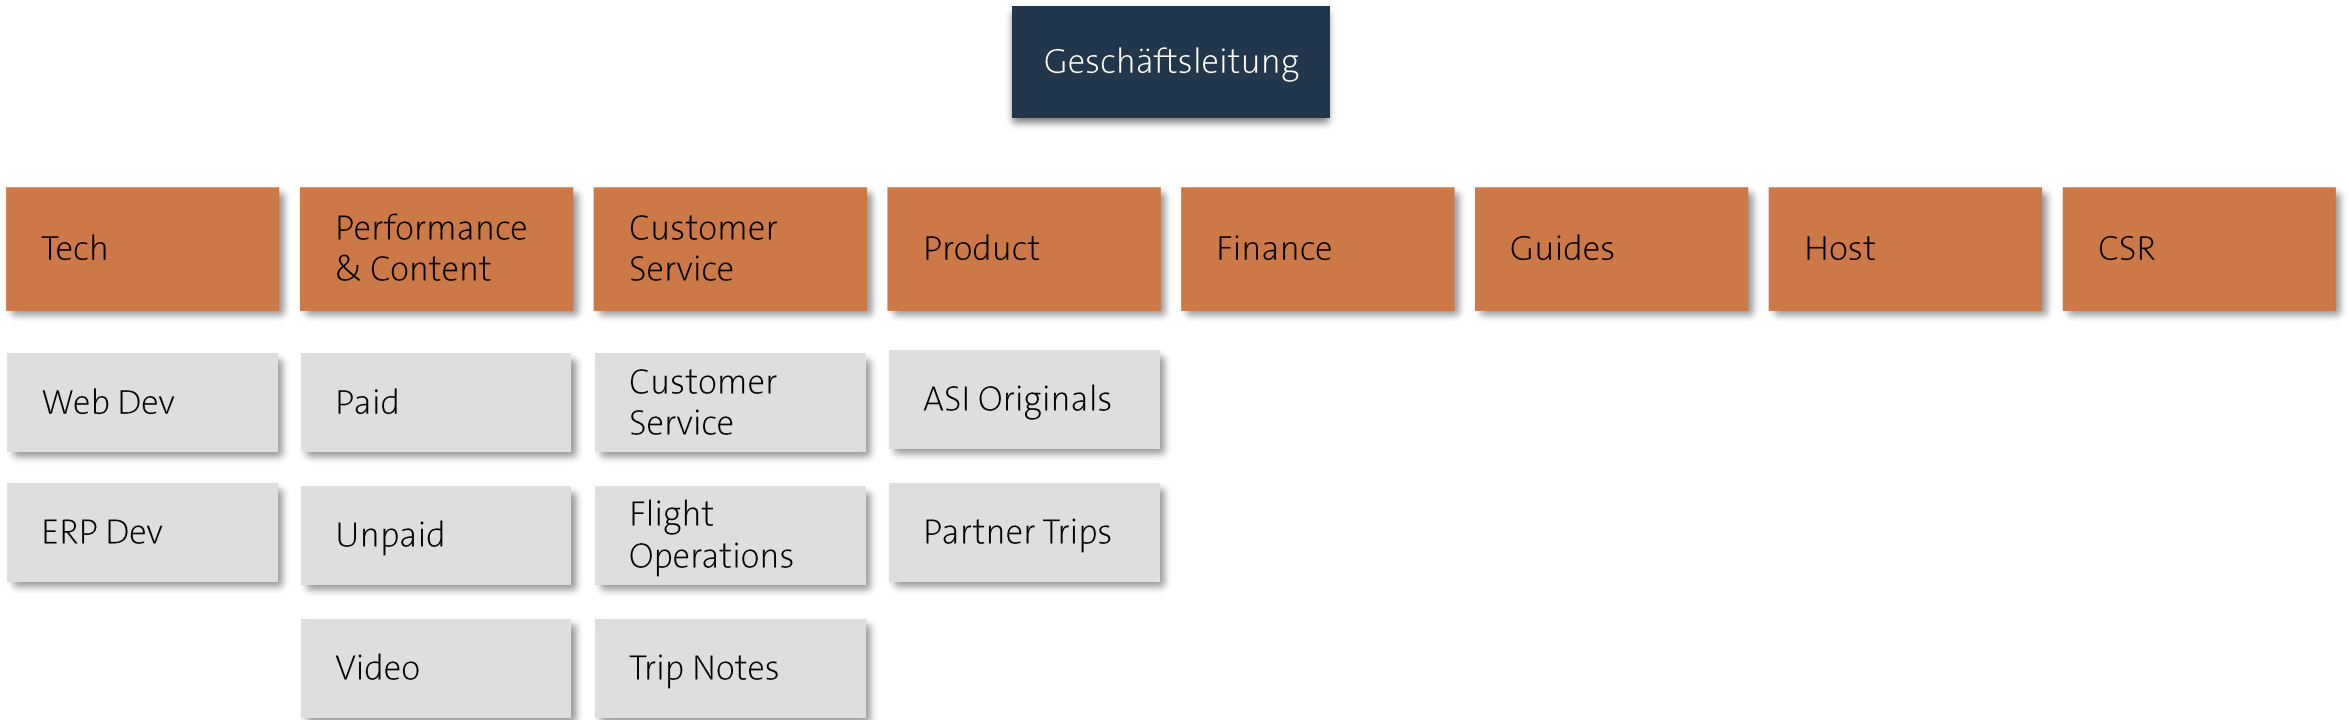 Geschäftsleitung
Tech
Performance
& Content
Customer
Service
Product
Finance
Guides
Host
CSR
Web Dev
Paid
Customer
Service
ASI Originals
ERP Dev
Unpaid
Flight
Operations
Partner Trips
Video
Trip Notes